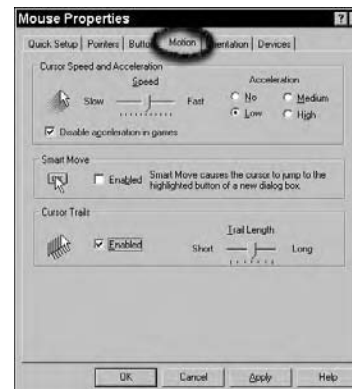 Mouse Properties
Quick Setup Pointers Butto Motion rientation Devices
Cursor Speed and Acceleration
Speed Acceleration
Slow Fast No Medium
Low High
Disable acceleration in games
Smart Move
Enabled Smart Move causes the cursor to jump to the
highlighted button of a new dialog box.
Cursor Trails
Trail Length
Enabled Short Long
OK Cancel Apply Help